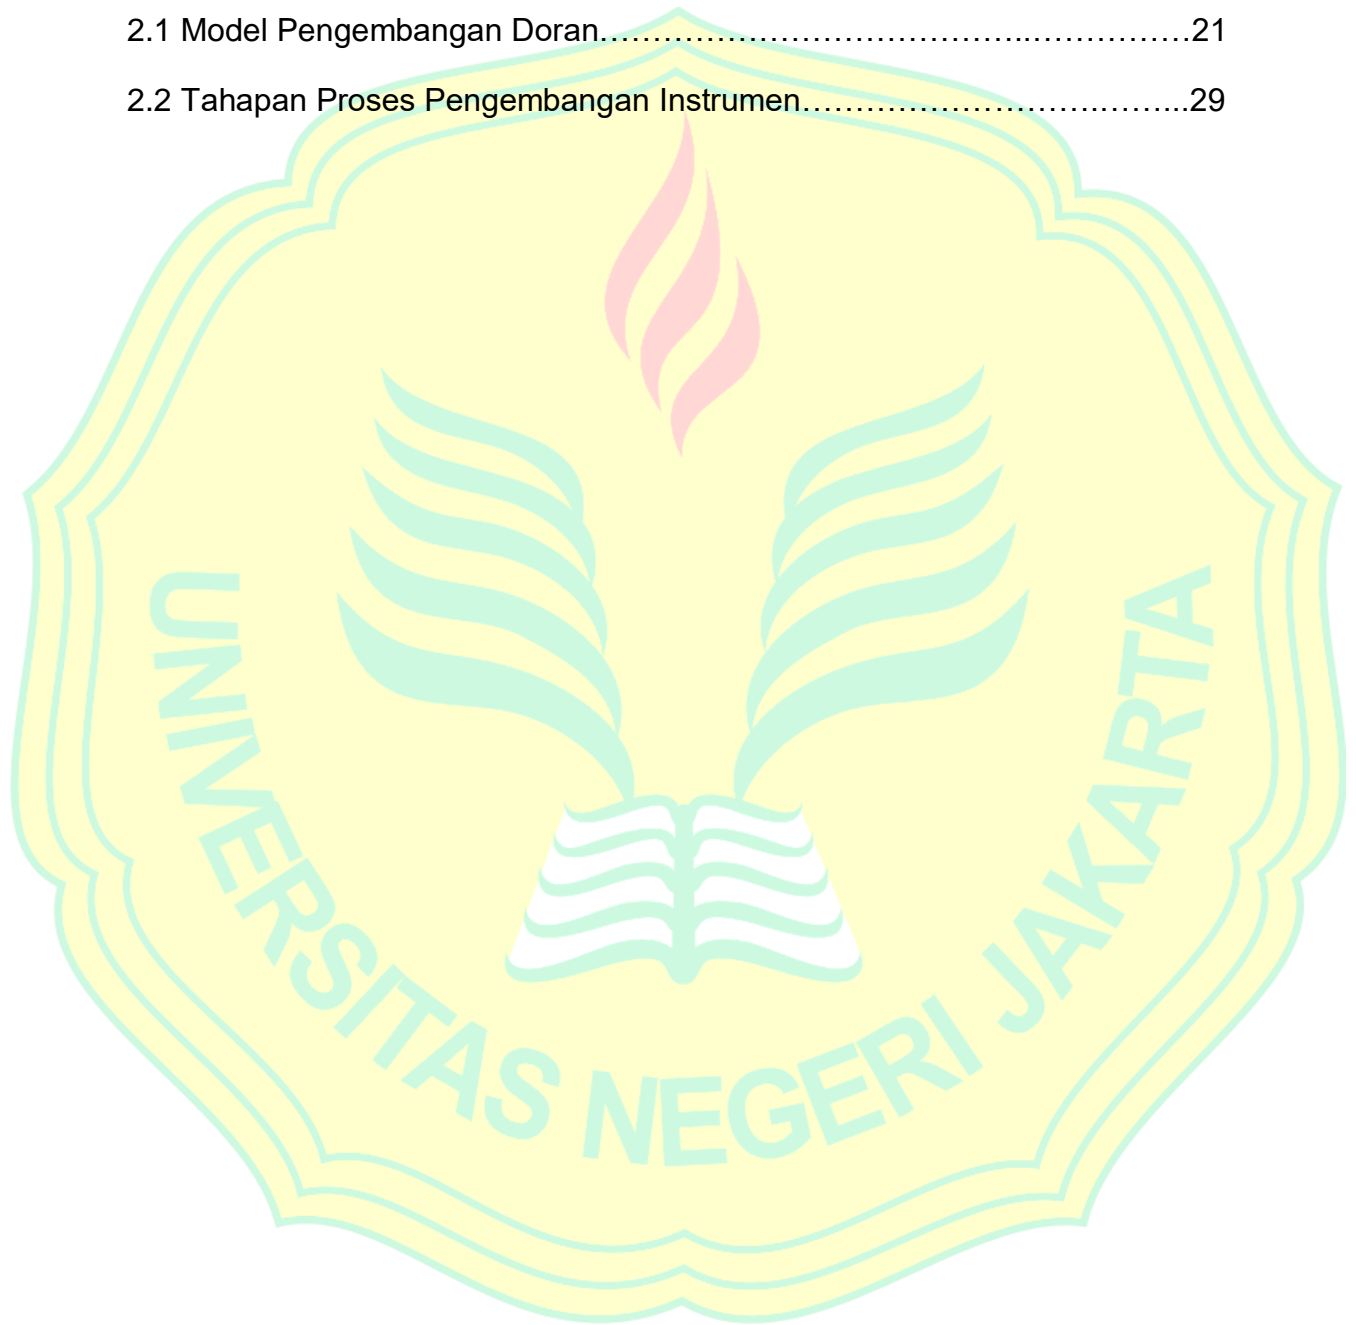 2.1 Model Pengembangan Doran……………………………………..……………21
2.2 Tahapan Proses Pengembangan Instrumen……………………………………...29
UNIVERSITAS NEGERI JAKARTA